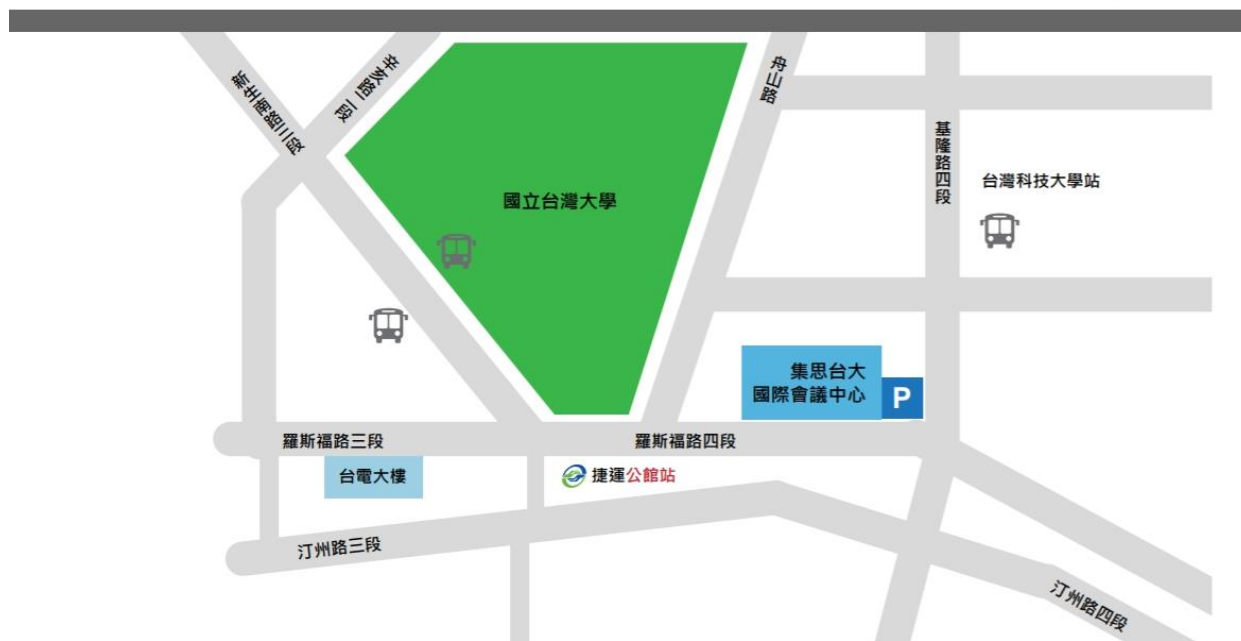 新生南路三段
辛亥路二段
舟山路
基隆路四段
國立台灣大學
台灣科技大學站
集思台大
國際會議中心
P
羅斯福路三段
羅斯福路四段
台電大樓
捷運公館站
汀州路三段
汀州路四段